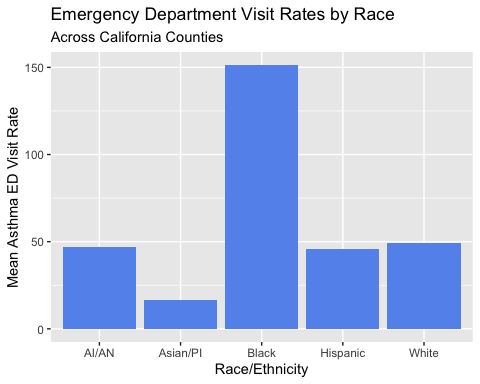 Emergency Department Visit Rates by Race
Across California Counties
Mean Asthma ED Visit Rate
150
100
50
0
AI/AN Asian/PI Black Hispanic White
Race/Ethnicity